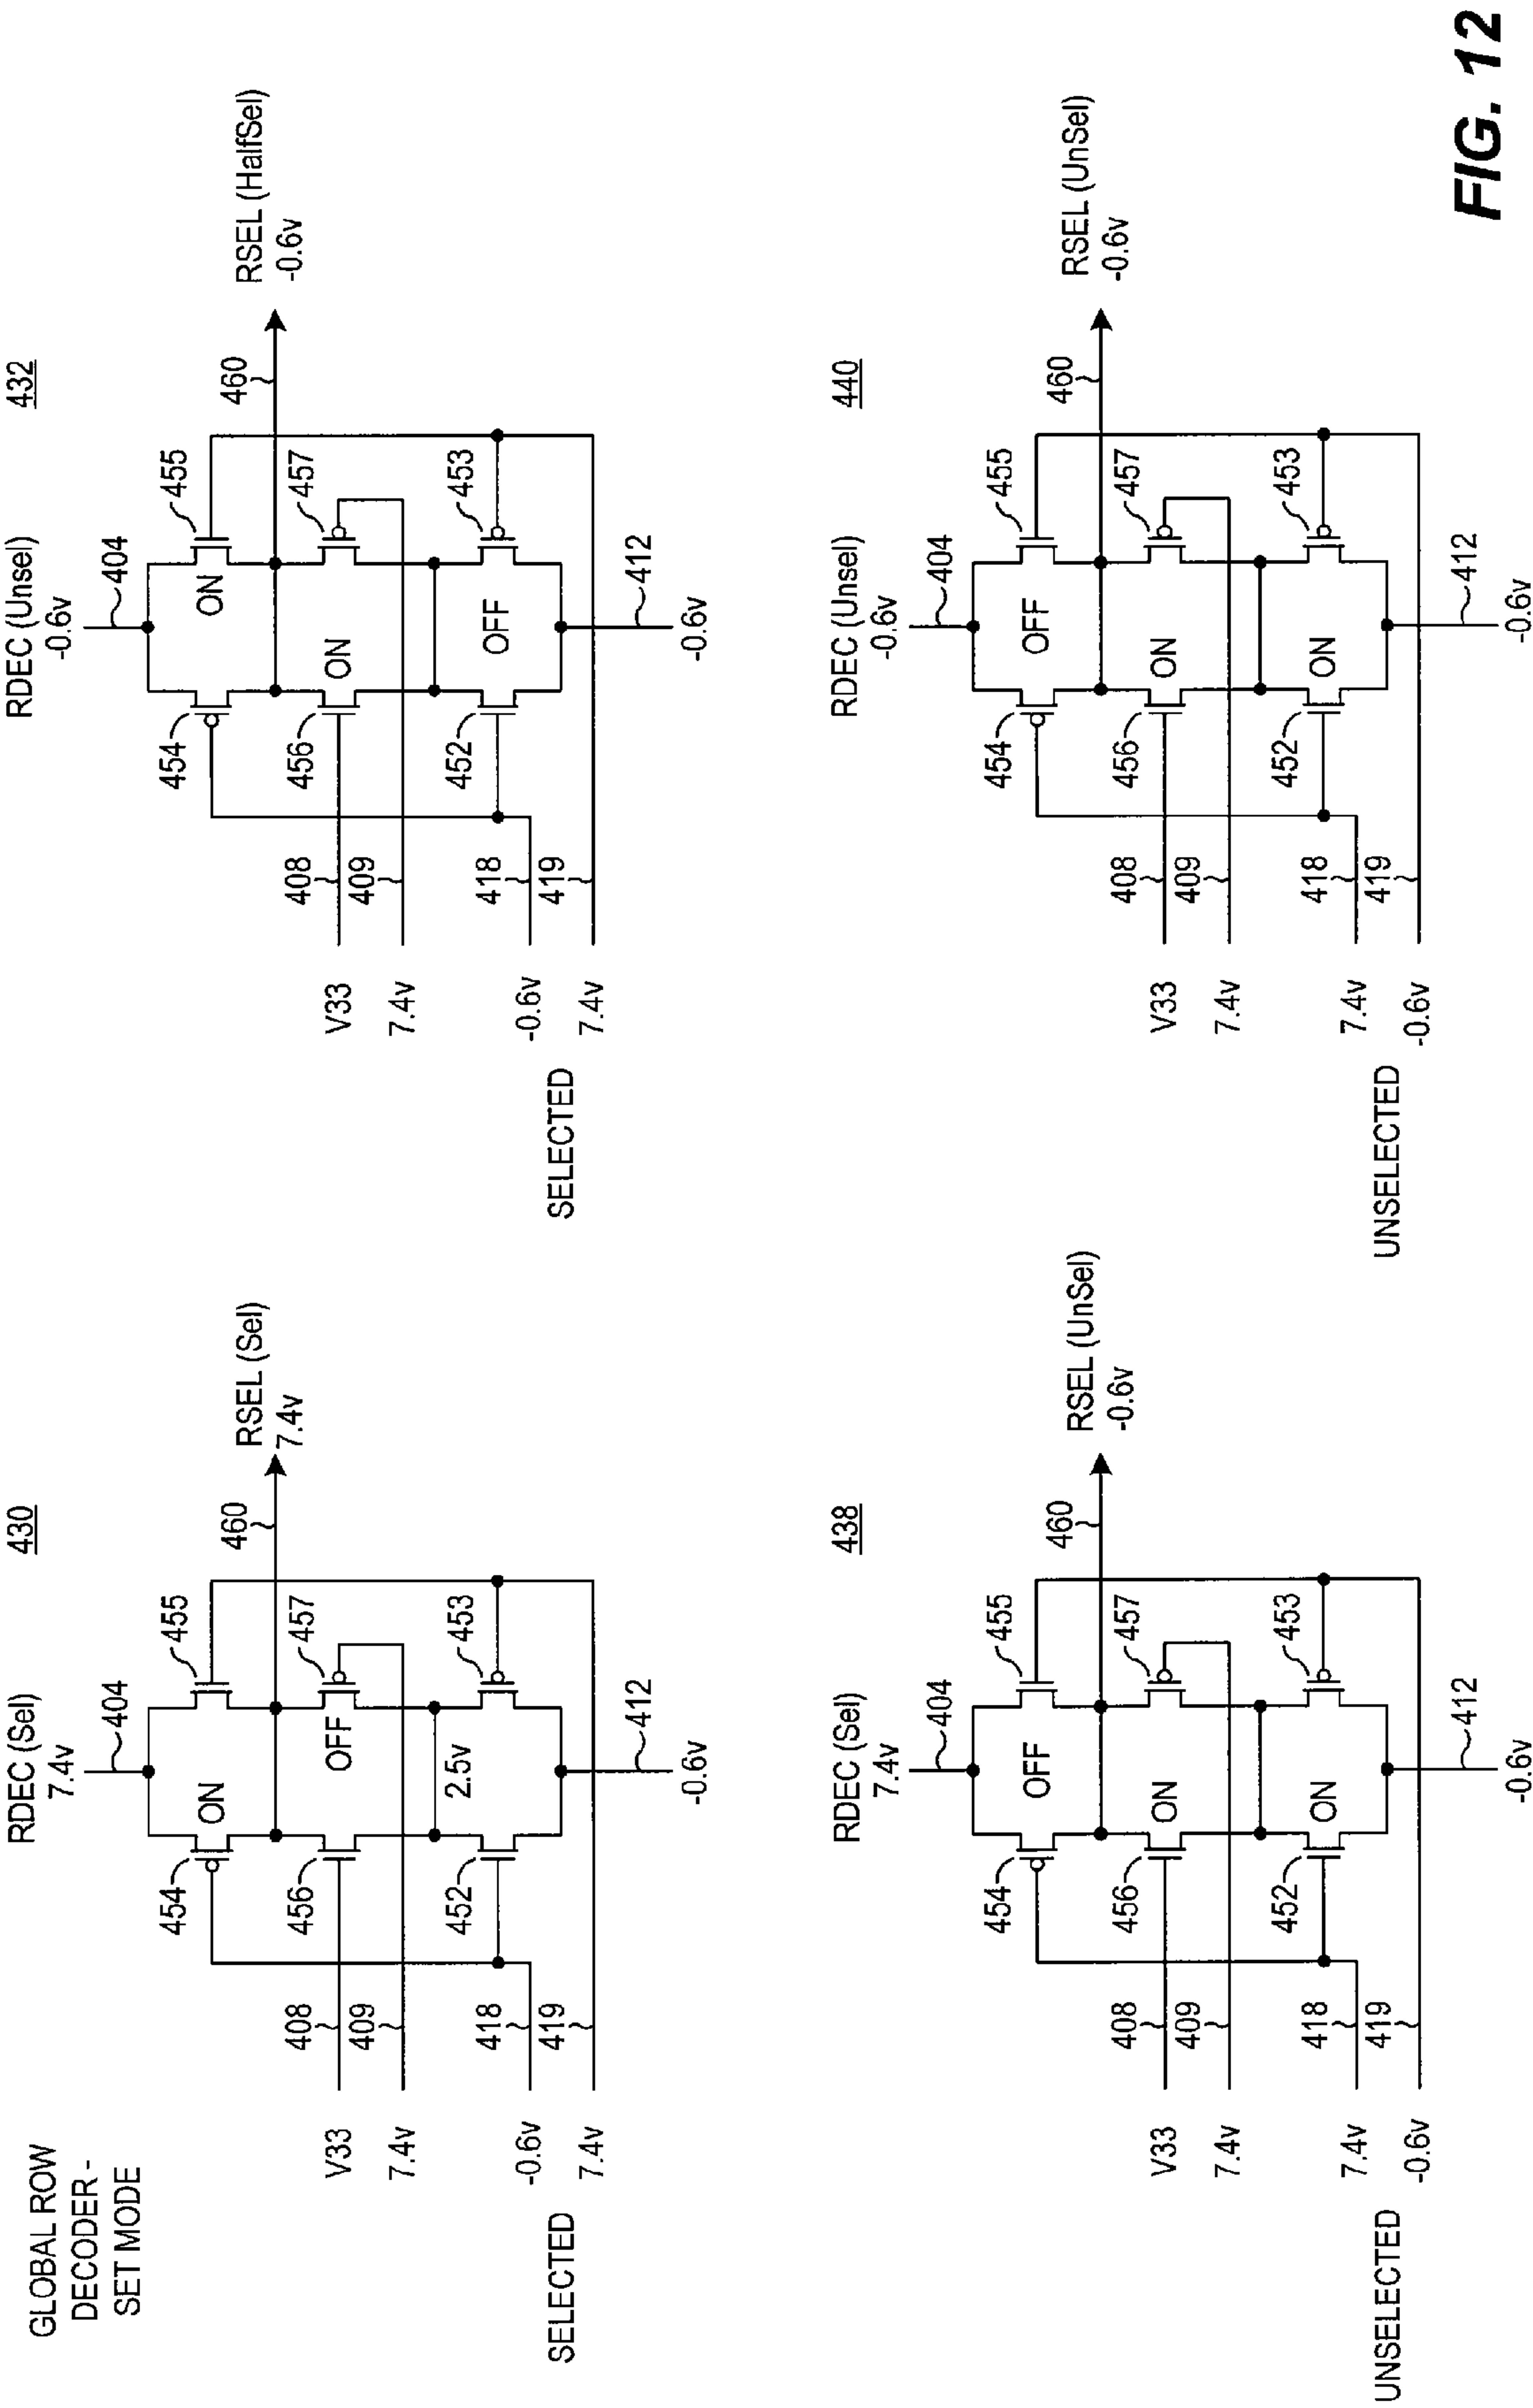 GLOBAL ROW
DECODER -
SET MODE
430
RDEC (Sel)
7.4v
404
454
ON
455
460
RSEL (Sel)
7.4v
456
OFF
457
2.5v
452
453
412
-0.6v
408
409
418
419
V33
7.4v
-0.6v
7.4v
SELECTED
432
RDEC (Unsel)
-0.6v
404
454
ON
455
460
RSEL (HalfSel)
-0.6v
456
ON
457
452
OFF
453
412
-0.6v
408
409
418
419
V33
7.4v
-0.6v
7.4v
SELECTED
438
RDEC (Sel)
7.4v
404
454
OFF
455
460
RSEL (UnSel)
-0.6v
456
ON
457
452
ON
453
412
-0.6v
408
409
418
419
V33
7.4v
7.4v
-0.6v
UNSELECTED
440
RDEC (Unsel)
-0.6v
404
454
OFF
455
460
RSEL (UnSel)
-0.6v
456
ON
457
452
ON
453
412
-0.6v
408
409
418
419
V33
7.4v
7.4v
-0.6v
UNSELECTED
FIG. 12